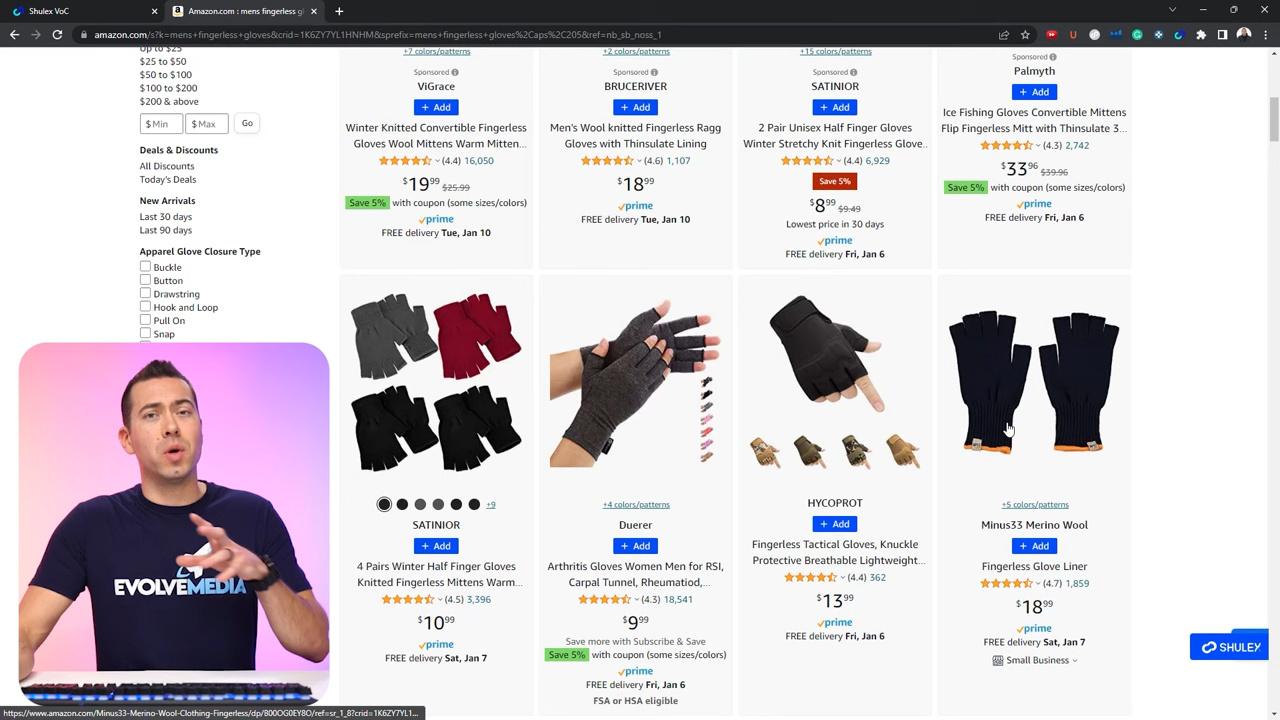 Shulex VoC
Amazon.com : mens fingerless gl
amazon.com/s?k=mens+fingerless+gloves&crid=1K6ZY7YL1HNHM&sprefix=mens+fingerless+gloves%2Caps%2C205&ref=nb_sb_noss_1
Up to $25
$25 to $50
$50 to $100
$100 to $200
$200 & above
$ Min $ Max Go
Deals & Discounts
All Discounts
Today's Deals
New Arrivals
Last 30 days
Last 90 days
Apparel Glove Closure Type
Buckle
Button
Drawstring
Hook and Loop
Pull On
Snap
+7 colors/patterns
Sponsored
ViGrace
+ Add
Winter Knitted Convertible Fingerless
Gloves Wool Mittens Warm Mitten...
(4.4) 16,050
$19 99 $25.99
Save 5% with coupon (some sizes/colors)
prime
FREE delivery Tue, Jan 10
+2 colors/patterns
Sponsored
BRUCERIVER
+ Add
Men's Wool knitted Fingerless Ragg
Gloves with Thinsulate Lining
(4.6) 1,107
$18 99
prime
FREE delivery Tue, Jan 10
+15 colors/patterns
Sponsored
SATINIOR
+ Add
2 Pair Unisex Half Finger Gloves
Winter Stretchy Knit Fingerless Glove..
(4.4) 6,929
Save 5%
$8 99 $9.49
Lowest price in 30 days
prime
FREE delivery Fri, Jan 6
Sponsored
Palmyth
+ Add
Ice Fishing Gloves Convertible Mittens
Flip Fingerless Mitt with Thinsulate 3...
(4.3) 2,742
$33 96 $39.96
Save 5% with coupon (some sizes/colors)
prime
FREE delivery Fri, Jan 6
+9
SATINIOR
+ Add
4 Pairs Winter Half Finger Gloves
Knitted Fingerless Mittens Warm...
(4.5) 3,396
$10 99
prime
FREE delivery Sat, Jan 7
+4 colors/patterns
Duerer
+ Add
Arthritis Gloves Women Men for RSI,
Carpal Tunnel, Rheumatiod,...
(4.3) 18,541
$9 99
Save more with Subscribe & Save
Save 5% with coupon (some sizes/colors)
prime
FREE delivery Fri, Jan 6
FSA or HSA eligible
HYCOPROT
+ Add
Fingerless Tactical Gloves, Knuckle
Protective Breathable Lightweight...
(4.4) 362
$13 99
prime
FREE delivery Fri, Jan 6
+5 colors/patterns
Minus33 Merino Wool
+ Add
Fingerless Glove Liner
(4.7) 1,859
$18 99
prime
FREE delivery Sat, Jan 7
Small Business
SHULEX
EVOLVEMEDIA
https://www.amazon.com/Minus33-Merino-Wool-Clothing-Fingerless/dp/B00OG0EY8O/ref=sr_1_8?crid=1K6ZY7YL1...